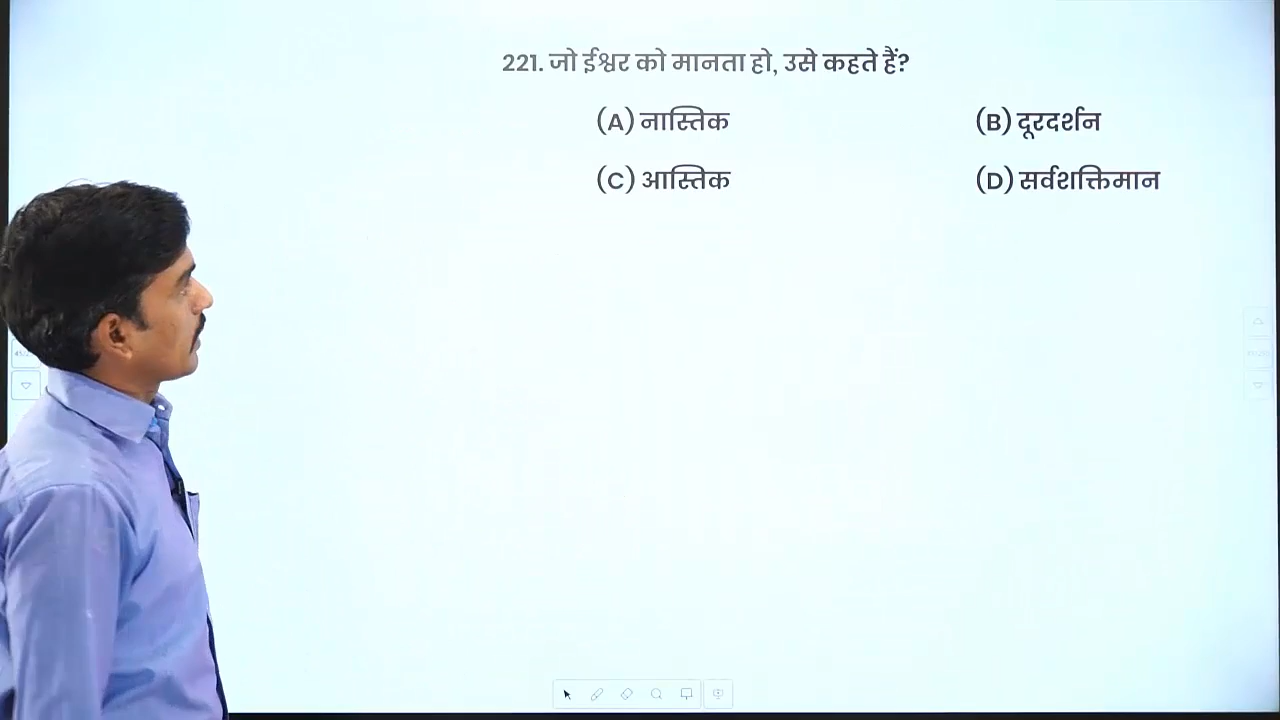 221. जो ईश्वर को मानता हो, उसे कहते हैं?
(A) नास्तिक (B) दूरदर्शन
(C) आस्तिक (D) सर्वशक्तिमान